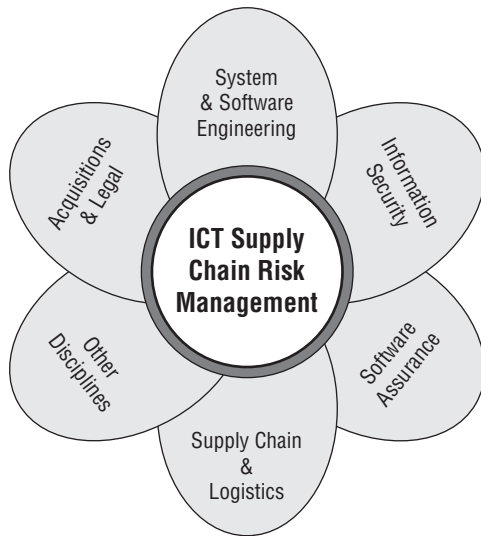 System
& Software
Engineering
Information
Security
Software
Assurance
Supply Chain
&
Logistics
Other
Disciplines
Acquisitions
& Legal
ICT Supply
Chain Risk
Management